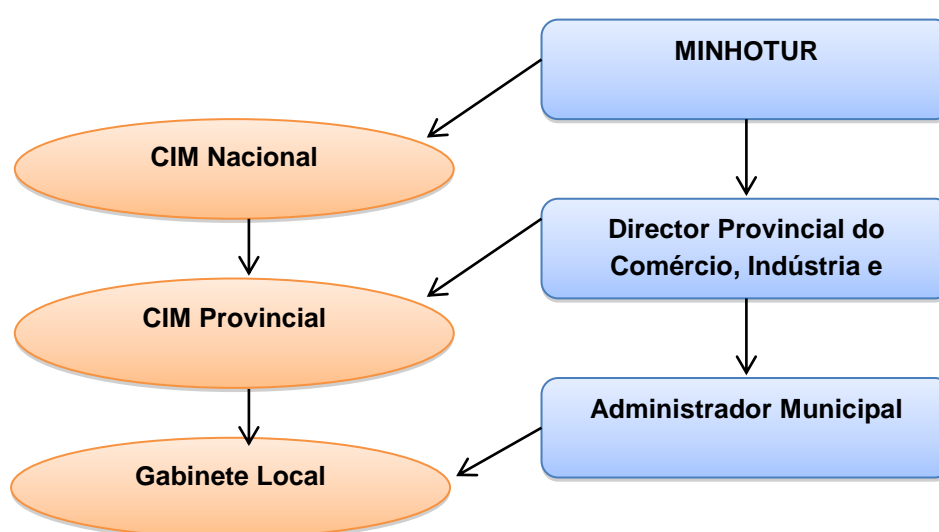 MINHOTUR
CIM Nacional
Director Provincial do
Comércio, Indústria e
CIM Provincial
Administrador Municipal
Gabinete Local